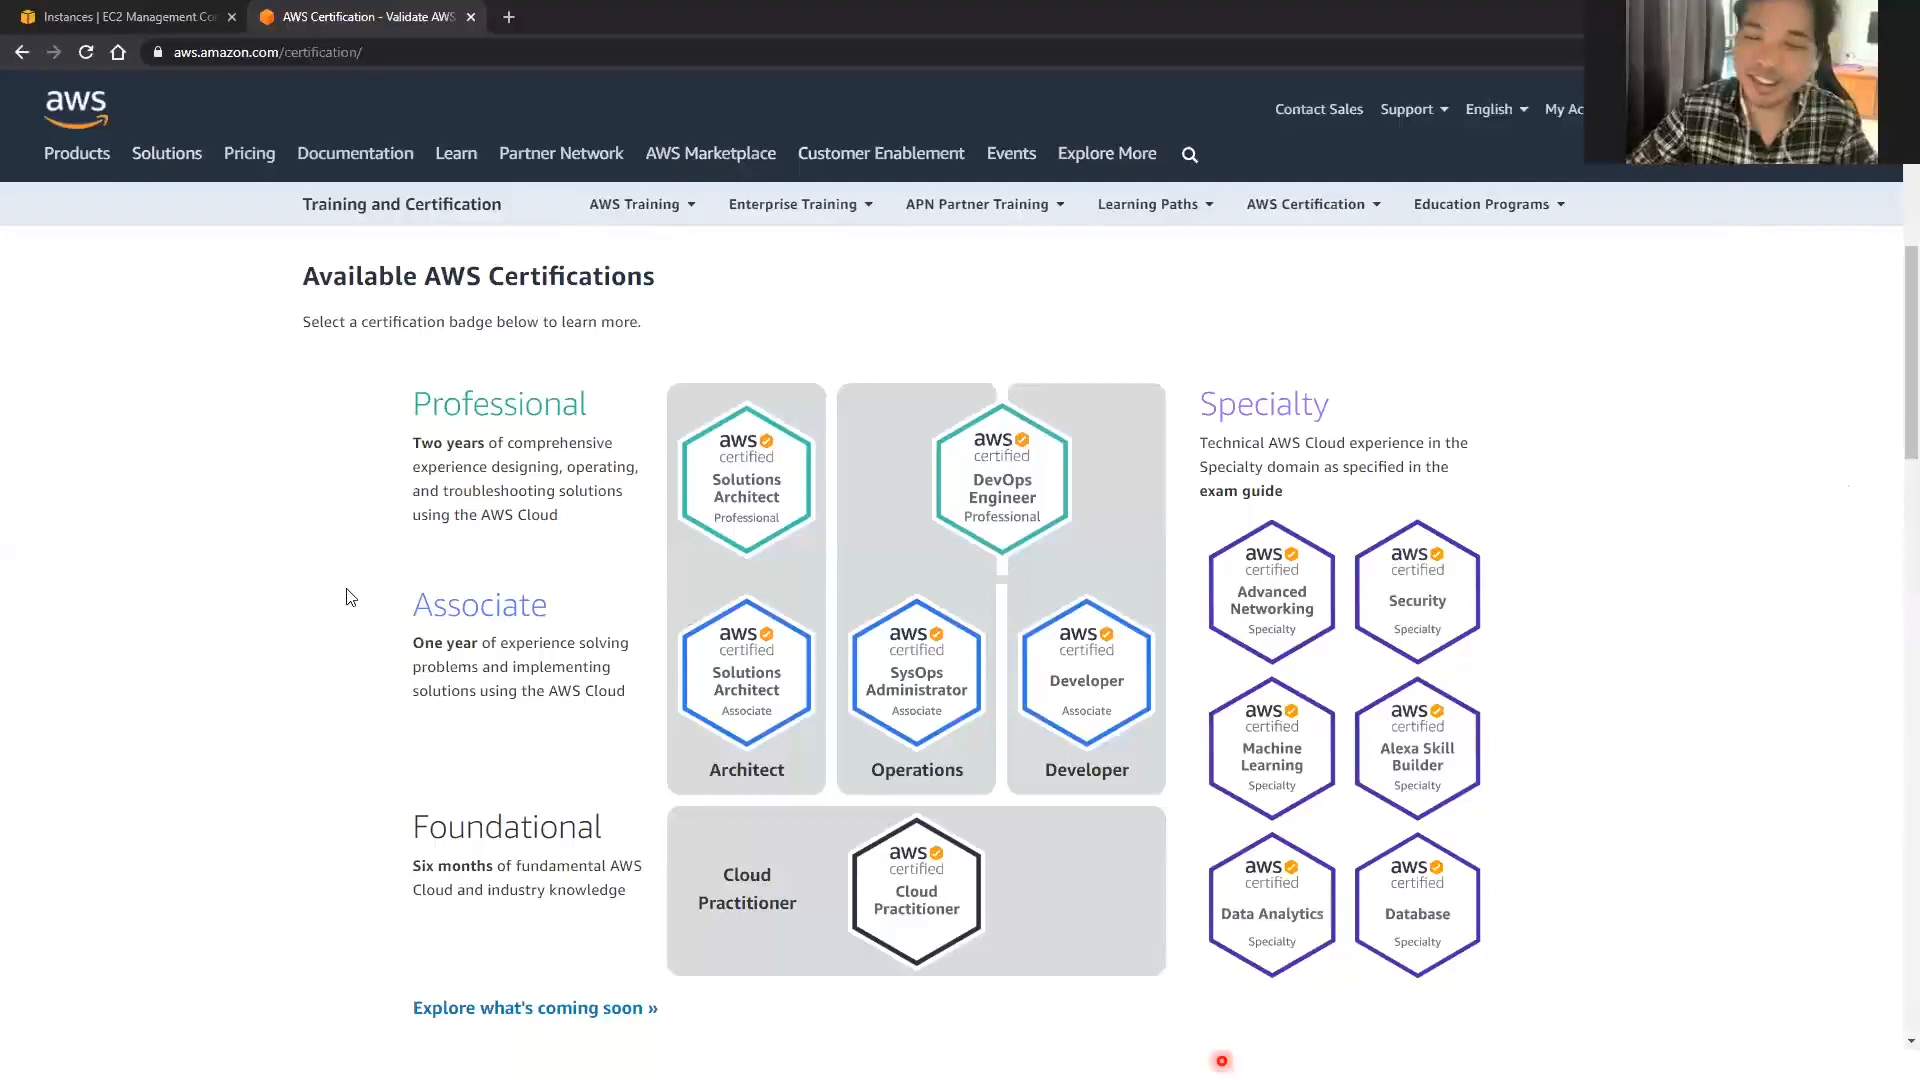 Instances | EC2 Management Co
AWS Certification - Validate AWS
aws.amazon.com/certification/
aws
Contact Sales
Support
English
My Ac
Products
Solutions
Pricing
Documentation
Learn
Partner Network
AWS Marketplace
Customer Enablement
Events
Explore More
Training and Certification
AWS Training
Enterprise Training
APN Partner Training
Learning Paths
AWS Certification
Education Programs
Available AWS Certifications
Select a certification badge below to learn more.
Professional
Two years of comprehensive
experience designing, operating,
and troubleshooting solutions
using the AWS Cloud
aws
certified
Solutions
Architect
Professional
aws
certified
DevOps
Engineer
Professional
Associate
One year of experience solving
problems and implementing
solutions using the AWS Cloud
aws
certified
Solutions
Architect
Associate
aws
certified
SysOps
Administrator
Associate
aws
certified
Developer
Associate
Architect
Operations
Developer
Foundational
Six months of fundamental AWS
Cloud and industry knowledge
Cloud
Practitioner
aws
certified
Cloud
Practitioner
Specialty
Technical AWS Cloud experience in the
Specialty domain as specified in the
exam guide
aws
certified
Advanced
Networking
Specialty
aws
certified
Security
Specialty
aws
certified
Machine
Learning
Specialty
aws
certified
Alexa Skill
Builder
Specialty
aws
certified
Data Analytics
Specialty
aws
certified
Database
Specialty
Explore what's coming soon »